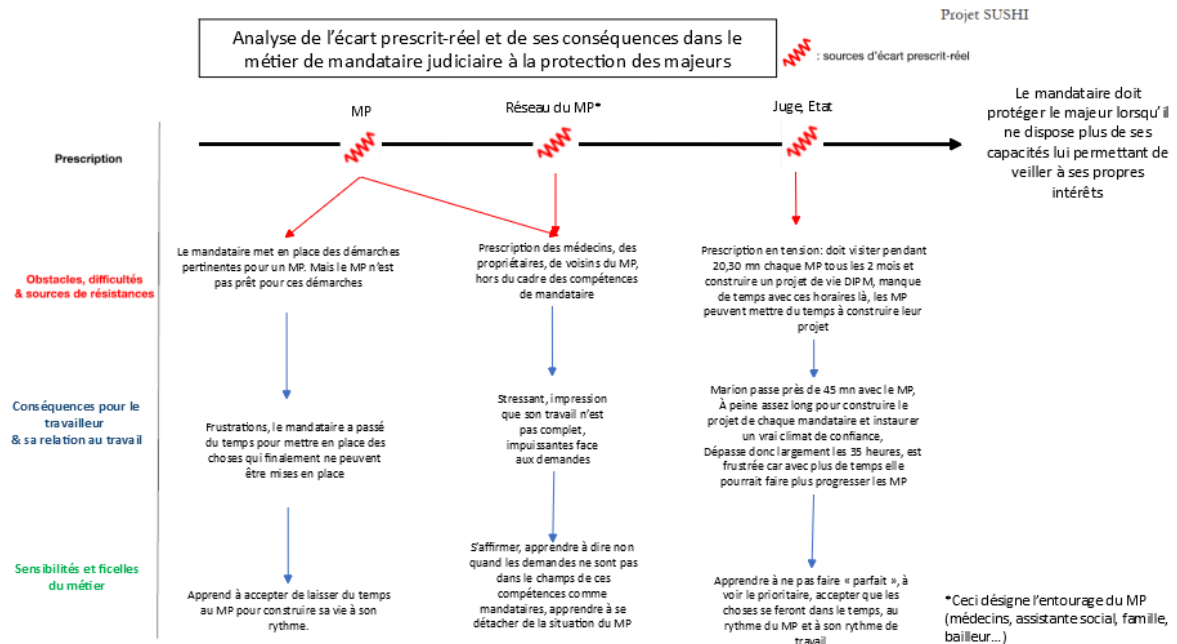 Projet SUSHI
Analyse de l'écart prescrit-réel et de ses conséquences dans le
métier de mandataire judiciaire à la protection des majeurs
: sources d'écart prescrit-réel
MP
Réseau du MP*
Juge, Etat
Prescription
Le mandataire doit
protéger le majeur lorsqu'il
ne dispose plus de ses
capacités lui permettant de
veiller à ses propres
intérêts
Obstacles, difficultés
& sources de résistances
Le mandataire met en place des démarches
pertinentes pour un MP. Mais le MP n'est
pas prêt pour ces démarches
Prescription des médecins, des
propriétaires, de voisins du MP,
hors du cadre des compétences
de mandataire
Prescription en tension: doit visiter pendant
20,30 mn chaque MP tous les 2 mois et
construire un projet de vie DIPM, manque
de temps avec ces horaires là, les MP
peuvent mettre du temps à construire leur
projet
Conséquences pour le
travailleur
& sa relation au travail
Frustrations, le mandataire a passé
du temps pour mettre en place des
choses qui finalement ne peuvent
être mises en place
Stressant, impression
que son travail n'est
pas complet,
impuissantes face
aux demandes
Marion passe près de 45 mn avec le MP,
À peine assez long pour construire le
projet de chaque mandataire et instaurer
un vrai climat de confiance,
Dépasse donc largement les 35 heures, est
frustrée car avec plus de temps elle
pourrait faire plus progresser les MP
Sensibilités et ficelles
du métier
Apprend à accepter de laisser du temps
au MP pour construire sa vie à son
rythme.
S'affirmer, apprendre à dire non
quand les demandes ne sont pas
dans le champs de ces
compétences comme
mandataires, apprendre à se
détacher de la situation du MP
Apprendre à ne pas faire « parfait », à
voir le prioritaire, accepter que les
choses se feront dans le temps, au
rythme du MP et à son rythme de
travail
*Ceci désigne l'entourage du MP
(médecins, assistante social, famille,
bailleur...)